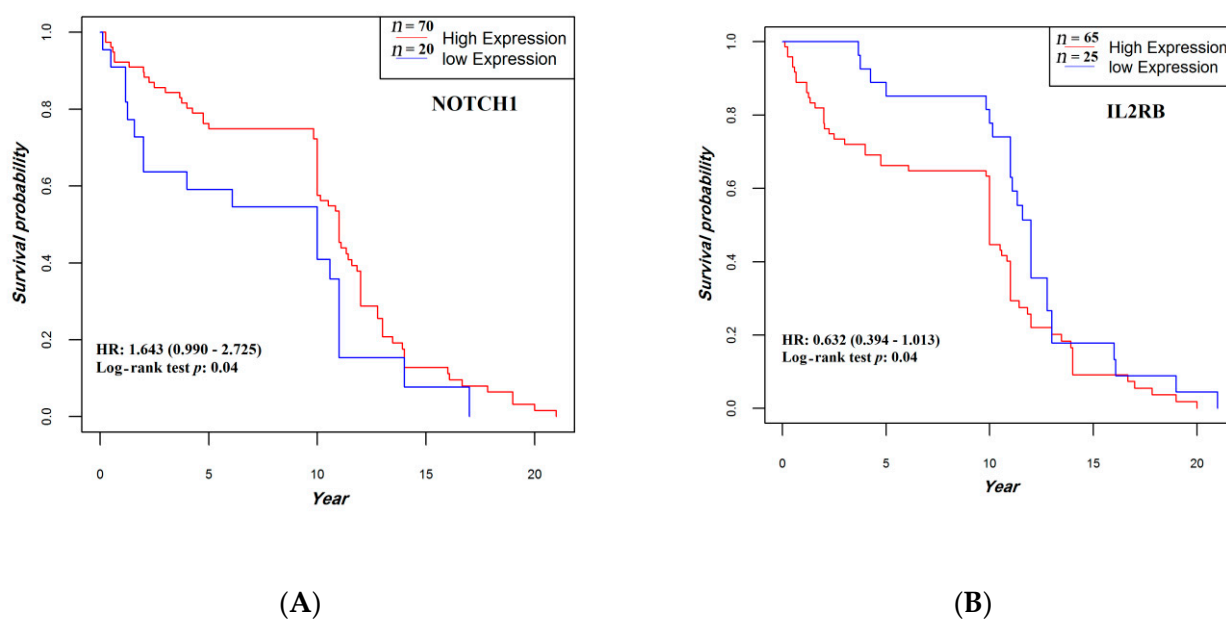 n = 70 High Expression
n = 20 low Expression
NOTCH1
Survival probability
1.0
0.8
0.6
0.4
0.2
0.0
HR: 1.643 (0.990 - 2.725)
Log-rank test p: 0.04
0 5 10 15 20
Year
(A)
n = 65 High Expression
n = 25 low Expression
IL2RB
Survival probability
1.0
0.8
0.6
0.4
0.2
0.0
HR: 0.632 (0.394 - 1.013)
Log-rank test p: 0.04
0 5 10 15 20
Year
(B)